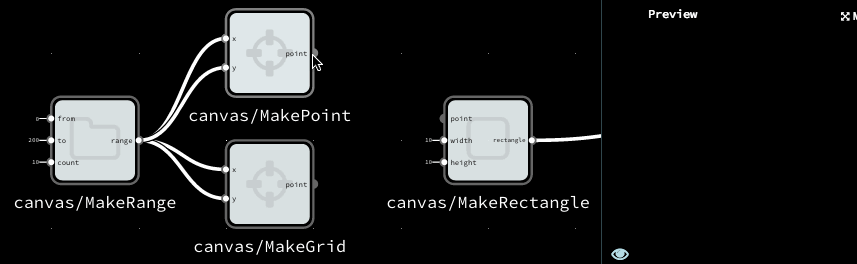 x
y
point
canvas/MakePoint
0
from
200
to
10
count
range
canvas/MakeRange
x
y
point
canvas/MakeGrid
point
10
width
10
height
rectangle
canvas/MakeRectangle
Preview